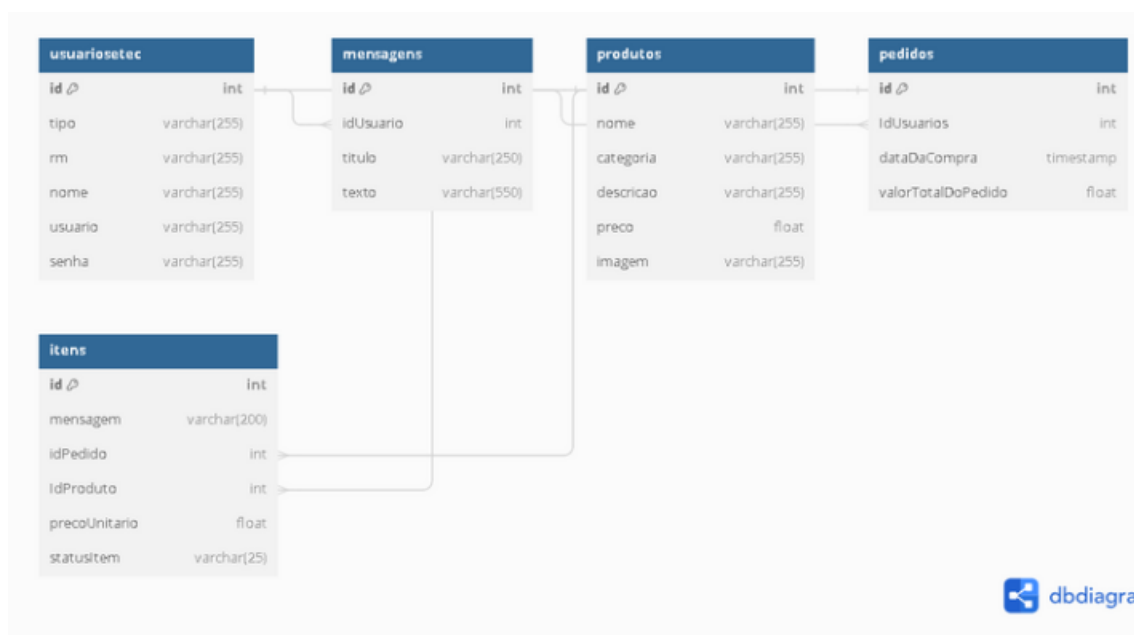 usuariosetec
id int
tipo varchar(255)
rm varchar(255)
nome varchar(255)
usuario varchar(255)
senha varchar(255)
mensagens
id int
idUsuario int
titulo varchar(250)
texto varchar(550)
produtos
id int
nome varchar(255)
categoria varchar(255)
descricao varchar(255)
preco float
imagem varchar(255)
pedidos
id int
IdUsuarios int
dataDaCompra timestamp
valorTotalDoPedido float
itens
id int
mensagem varchar(200)
idPedido int
IdProduto int
precoUnitario float
statusItem varchar(25)
dbdiagra